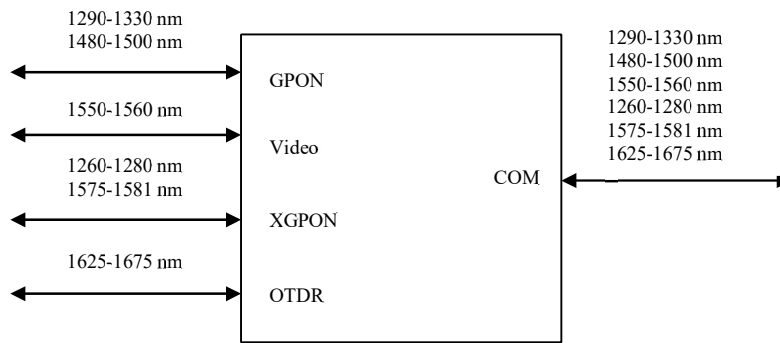 1290-1330 nm
1480-1500 nm
GPON
1550-1560 nm
Video
1260-1280 nm
1575-1581 nm
XGPON
1625-1675 nm
OTDR
COM
1290-1330 nm
1480-1500 nm
1550-1560 nm
1260-1280 nm
1575-1581 nm
1625-1675 nm